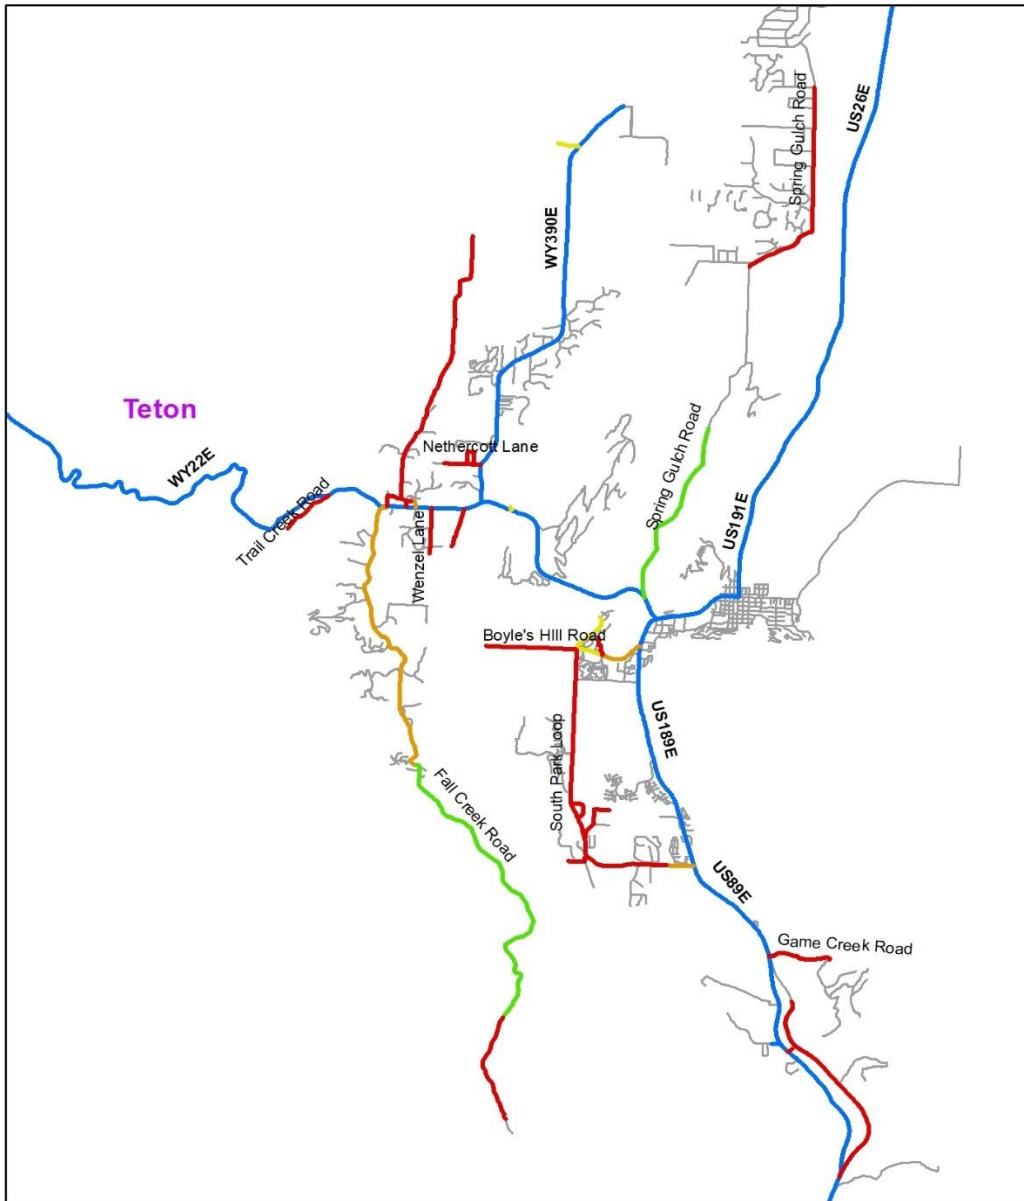 Spring Gulch Road
US26E
WY390E
Teton
Nethercott Lane
Spring Gulch Road
WY22E
Trail Creek Road
US191E
Wenzel Lane
Boyle's HIll Road
US189E
South Park Loop
Fall Creek Road
US89E
Game Creek Road